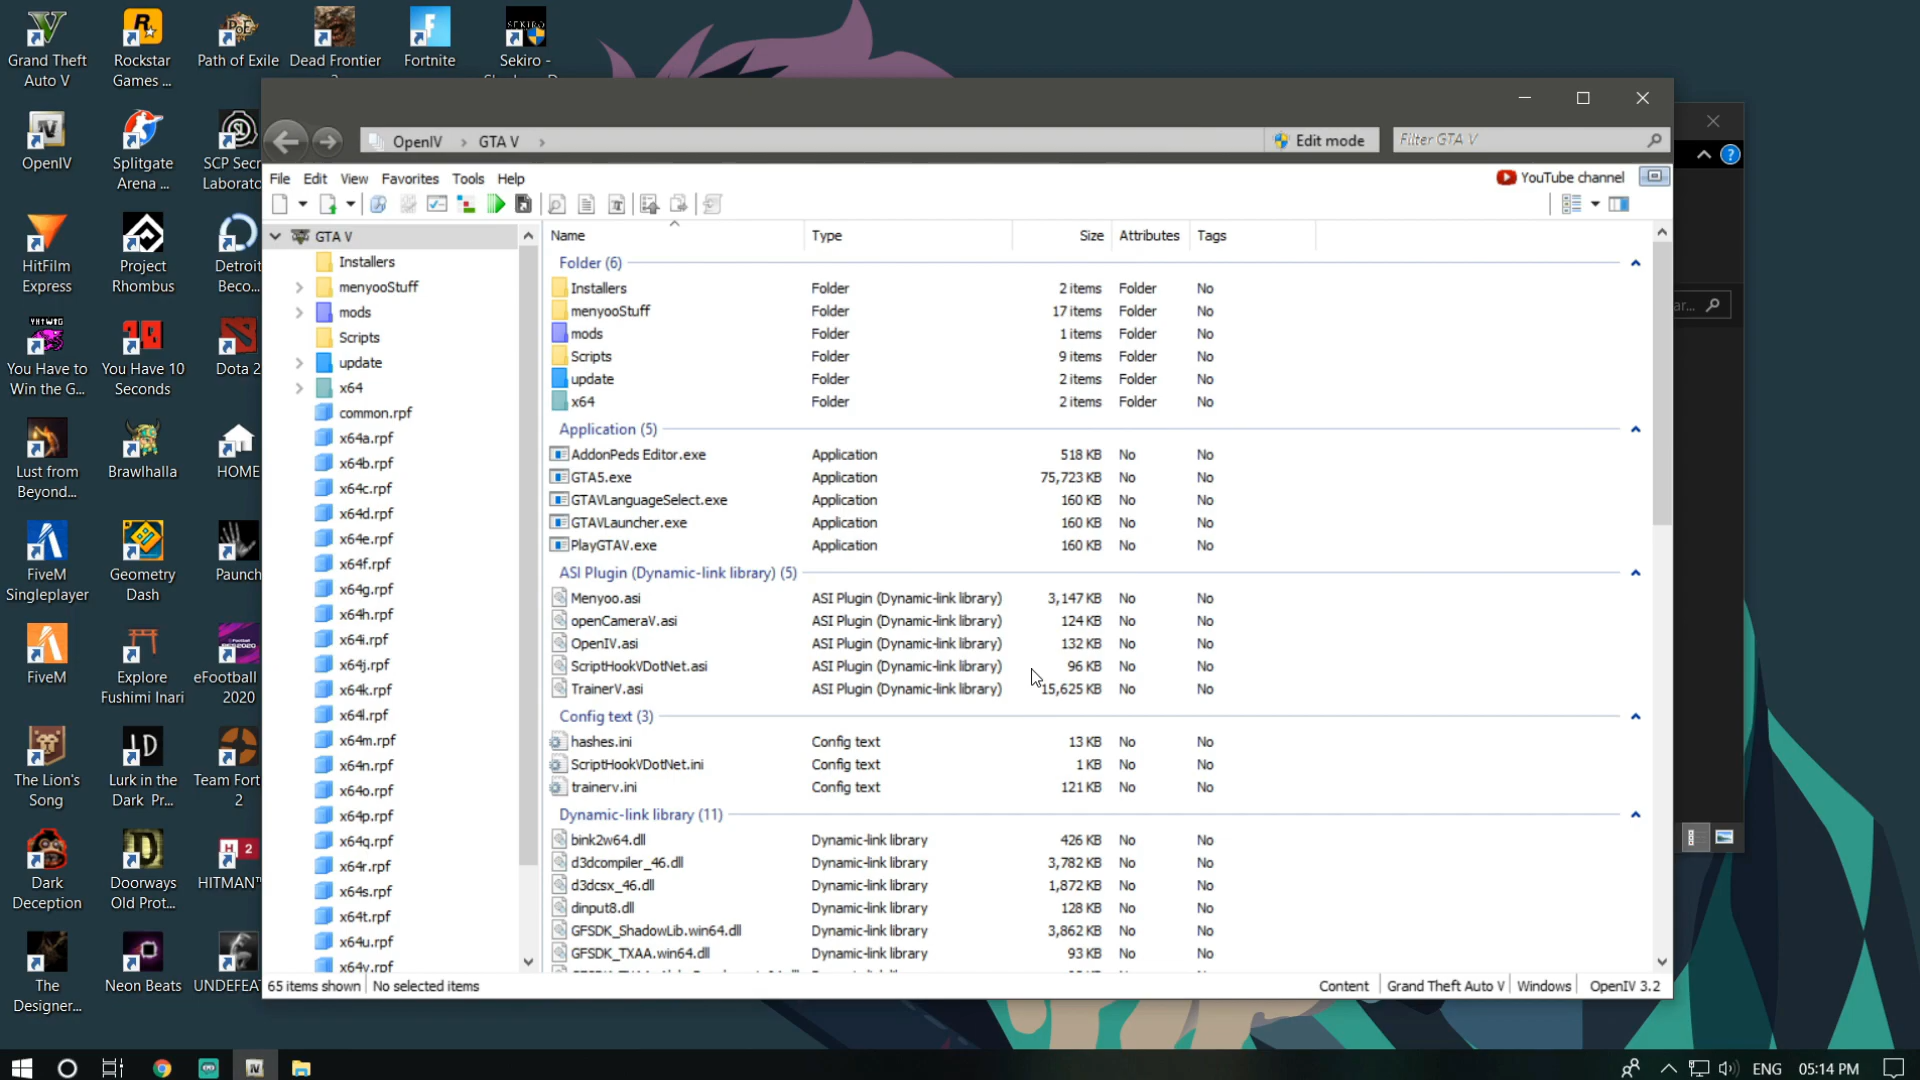 Grand Theft
Auto V
Rockstar
Games ...
Path of Exile
Dead Frontier
Fortnite
SEKIRO
Sekiro -
OpenIV
Splitgate
Arena ...
SCP Secr
Laborato
HitFilm
Express
Project
Rhombus
Detroit
Beco...
You Have to
Win the G...
You Have 10
Seconds
Dota 2
Lust from
Beyond...
Brawlhalla
HOME
FiveM
Singleplayer
Geometry
Dash
Paunch
FiveM
Explore
Fushimi Inari
eFootball
2020
The Lion's
Song
Lurk in the
Dark Pr...
Team Fort
2
Dark
Deception
Doorways
Old Prot...
HITMAN™
The
Designer...
Neon Beats
UNDEFEA
OpenIV > GTA V >
Edit mode
Filter GTA V
File Edit View Favorites Tools Help
YouTube channel
GTA V
Installers
menyooStuff
mods
Scripts
update
x64
common.rpf
x64a.rpf
x64b.rpf
x64c.rpf
x64d.rpf
x64e.rpf
x64f.rpf
x64g.rpf
x64h.rpf
x64i.rpf
x64j.rpf
x64k.rpf
x64l.rpf
x64m.rpf
x64n.rpf
x64o.rpf
x64p.rpf
x64q.rpf
x64r.rpf
x64s.rpf
x64t.rpf
x64u.rpf
x64v.rpf
Name Type Size Attributes Tags
Folder (6)
Installers Folder 2 items Folder No
menyooStuff Folder 17 items Folder No
mods Folder 1 items Folder No
Scripts Folder 9 items Folder No
update Folder 2 items Folder No
x64 Folder 2 items Folder No
Application (5)
AddonPeds Editor.exe Application 518 KB No No
GTA5.exe Application 75,723 KB No No
GTAVLanguageSelect.exe Application 160 KB No No
GTAVLauncher.exe Application 160 KB No No
PlayGTAV.exe Application 160 KB No No
ASI Plugin (Dynamic-link library) (5)
Menyoo.asi ASI Plugin (Dynamic-link library) 3,147 KB No No
openCameraV.asi ASI Plugin (Dynamic-link library) 124 KB No No
OpenIV.asi ASI Plugin (Dynamic-link library) 132 KB No No
ScriptHookVDotNet.asi ASI Plugin (Dynamic-link library) 96 KB No No
TrainerV.asi ASI Plugin (Dynamic-link library) 15,625 KB No No
Config text (3)
hashes.ini Config text 13 KB No No
ScriptHookVDotNet.ini Config text 1 KB No No
trainerv.ini Config text 121 KB No No
Dynamic-link library (11)
bink2w64.dll Dynamic-link library 426 KB No No
d3dcompiler_46.dll Dynamic-link library 3,782 KB No No
d3dcsx_46.dll Dynamic-link library 1,872 KB No No
dinput8.dll Dynamic-link library 128 KB No No
GFSDK_ShadowLib.win64.dll Dynamic-link library 3,862 KB No No
GFSDK_TXAA.win64.dll Dynamic-link library 93 KB No No
65 items shown No selected items
Content Grand Theft Auto V Windows OpenIV 3.2
ar...
ENG 05:14 PM